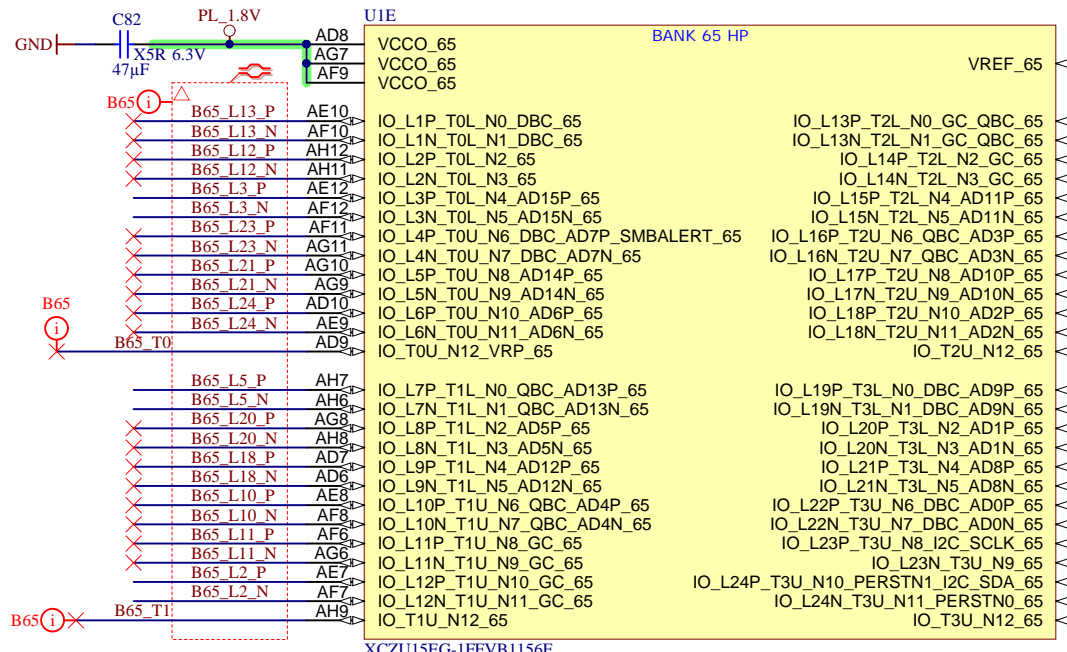 U1E
C82
PL_1.8V
BANK 65 HP
AD8
GND
VCCO_65
X5R 6.3V
AG7
VCCO_65
VREF_65
47µF
AF9
VCCO_65
B65
B65_L13_P AE10 IO_L1P_T0L_N0_DBC_65 IO_L13P_T2L_N0_GC_QBC_65
B65_L13_N AF10 IO_L1N_T0L_N1_DBC_65 IO_L13N_T2L_N1_GC_QBC_65
B65_L12_P AH12 IO_L2P_T0L_N2_65 IO_L14P_T2L_N2_GC_65
B65_L12_N AH11 IO_L2N_T0L_N3_65 IO_L14N_T2L_N3_GC_65
B65_L3_P AE12 IO_L3P_T0L_N4_AD15P_65 IO_L15P_T2L_N4_AD11P_65
B65_L3_N AF12 IO_L3N_T0L_N5_AD15N_65 IO_L15N_T2L_N5_AD11N_65
B65_L23_P AF11 IO_L4P_T0U_N6_DBC_AD7P_SMBALERT_65 IO_L16P_T2U_N6_QBC_AD3P_65
B65_L23_N AG11 IO_L4N_T0U_N7_DBC_AD7N_65 IO_L16N_T2U_N7_QBC_AD3N_65
B65_L21_P AG10 IO_L5P_T0U_N8_AD14P_65 IO_L17P_T2U_N8_AD10P_65
B65_L21_N AG9 IO_L5N_T0U_N9_AD14N_65 IO_L17N_T2U_N9_AD10N_65
B65_L24_P AD10 IO_L6P_T0U_N10_AD6P_65 IO_L18P_T2U_N10_AD2P_65
B65
B65_L24_N AE9 IO_L6N_T0U_N11_AD6N_65 IO_L18N_T2U_N11_AD2N_65
B65_T0 AD9 IO_T0U_N12_VRP_65 IO_T2U_N12_65
B65_L5_P AH7 IO_L7P_T1L_N0_QBC_AD13P_65 IO_L19P_T3L_N0_DBC_AD9P_65
B65_L5_N AH6 IO_L7N_T1L_N1_QBC_AD13N_65 IO_L19N_T3L_N1_DBC_AD9N_65
B65_L20_P AG8 IO_L8P_T1L_N2_AD5P_65 IO_L20P_T3L_N2_AD1P_65
B65_L20_N AH8 IO_L8N_T1L_N3_AD5N_65 IO_L20N_T3L_N3_AD1N_65
B65_L18_P AD7 IO_L9P_T1L_N4_AD12P_65 IO_L21P_T3L_N4_AD8P_65
B65_L18_N AD6 IO_L9N_T1L_N5_AD12N_65 IO_L21N_T3L_N5_AD8N_65
B65_L10_P AE8 IO_L10P_T1U_N6_QBC_AD4P_65 IO_L22P_T3U_N6_DBC_AD0P_65
B65_L10_N AF8 IO_L10N_T1U_N7_QBC_AD4N_65 IO_L22N_T3U_N7_DBC_AD0N_65
B65_L11_P AF6 IO_L11P_T1U_N8_GC_65 IO_L23P_T3U_N8_I2C_SCLK_65
B65_L11_N AG6 IO_L11N_T1U_N9_GC_65 IO_L23N_T3U_N9_65
B65_L2_P AE7 IO_L12P_T1U_N10_GC_65 IO_L24P_T3U_N10_PERSTN1_I2C_SDA_65
B65_L2_N AF7 IO_L12N_T1U_N11_GC_65 IO_L24N_T3U_N11_PERSTN0_65
B65 B65_T1 AH9 IO_T1U_N12_65 IO_T3U_N12_65
XCZU15EG-1FFVB1156E